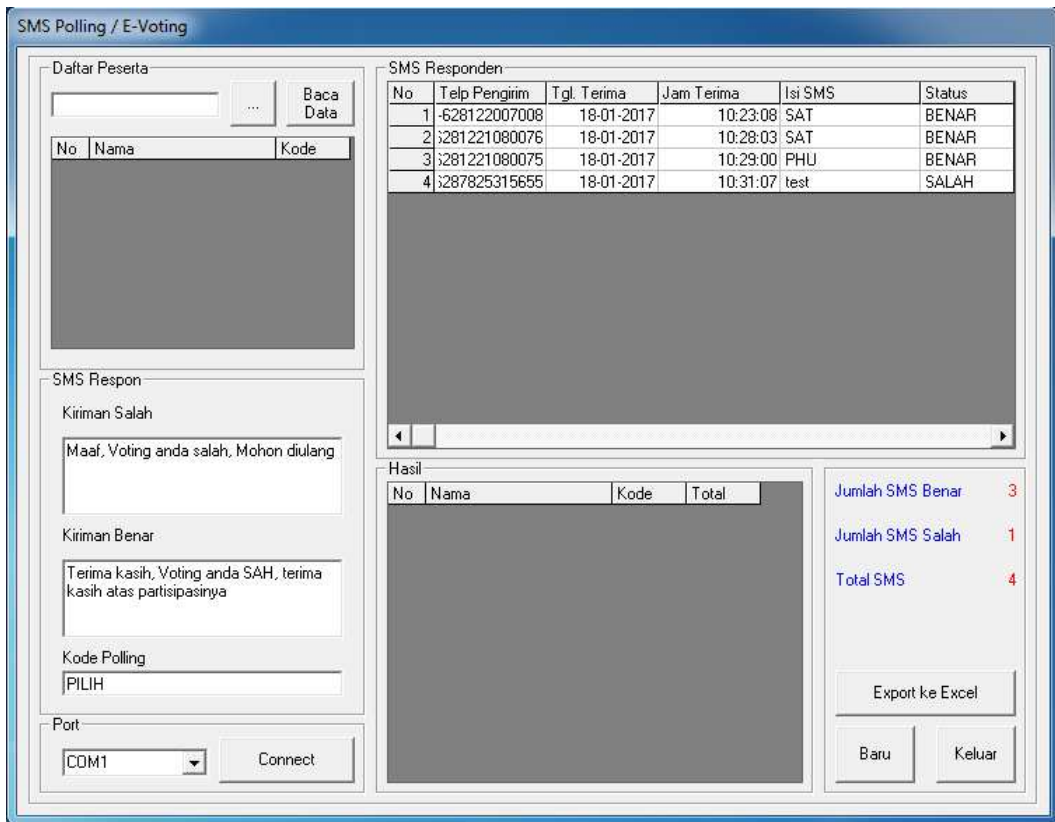 SMS Polling / E-Voting
Daftar Peserta
...
Baca
Data
No Nama Kode
SMS Respon
Kiriman Salah
Maaf, Voting anda salah, Mohon diulang
Kiriman Benar
Terima kasih, Voting anda SAH, terima
kasih atas partisipasinya
Kode Polling
PILIH
Port
COM1
Connect
SMS Responden
No Telp Pengirim Tgl. Terima Jam Terima Isi SMS Status
1 -628122007008 18-01-2017 10:23:08 SAT BENAR
2 6281221080076 18-01-2017 10:28:03 SAT BENAR
3 6281221080075 18-01-2017 10:29:00 PHU BENAR
4 6287825315655 18-01-2017 10:31:07 test SALAH
Hasil
No Nama Kode Total
Jumlah SMS Benar 3
Jumlah SMS Salah 1
Total SMS 4
Export ke Excel
Baru
Keluar